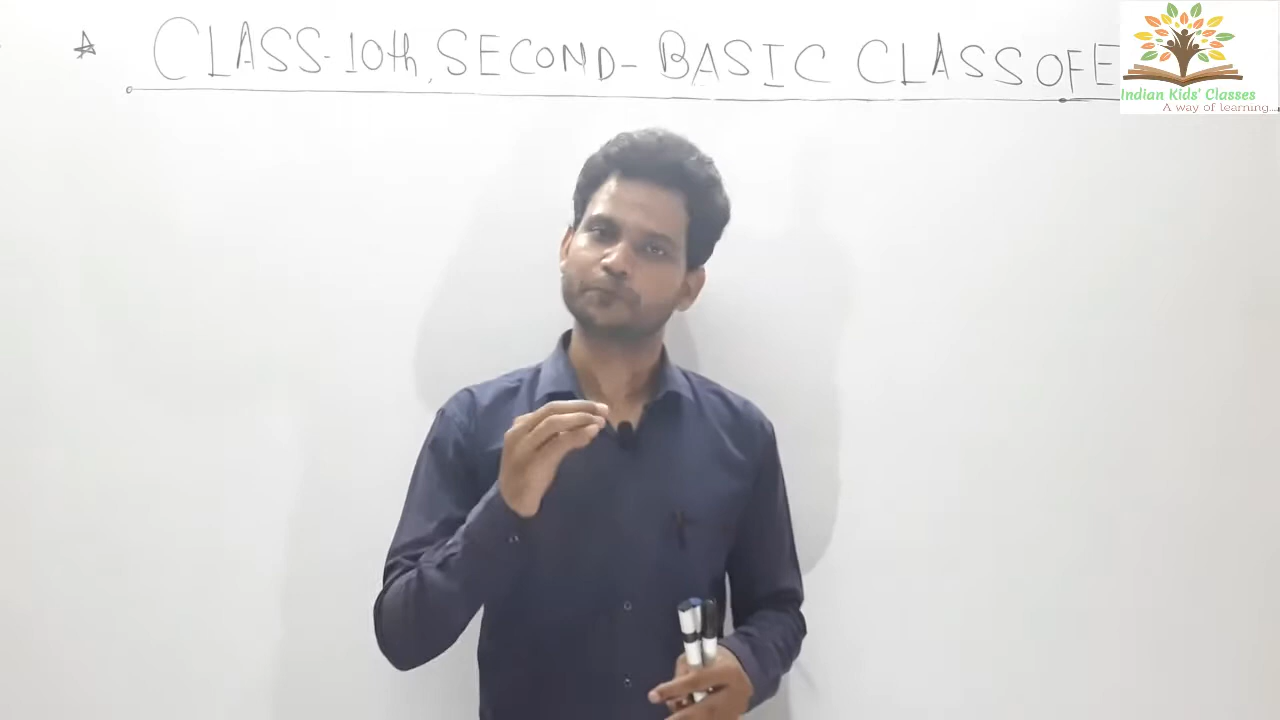 CLASS-10th, SECOND- BASIC CLASS OF E
Indian Kids' Classes
A way of learning....